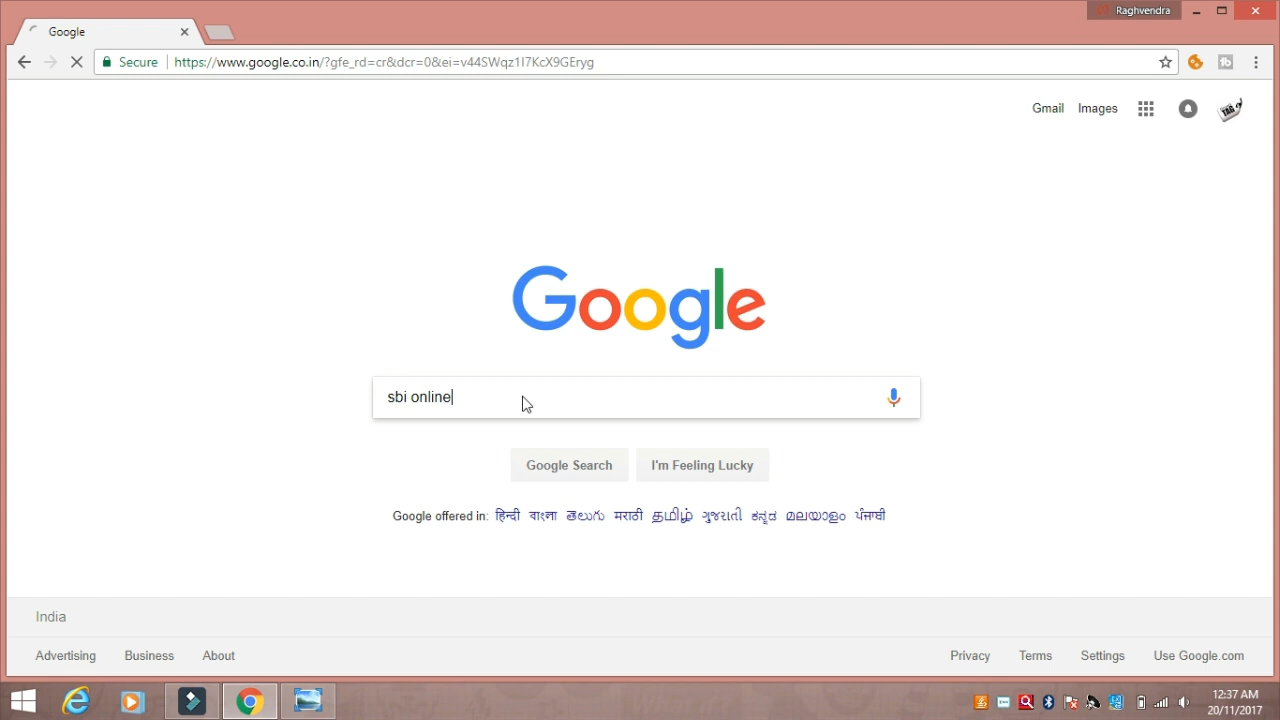 Raghvendra
Google
Secure https://www.google.co.in/?gfe_rd=cr&dcr=0&ei=v44SWqz1I7KcX9GEryg
Gmail Images
Google
sbi online
Google Search I'm Feeling Lucky
Google offered in: हिन्दी বাংলা తెలుగు मराठी தமிழ் ગુજરાતી ಕನ್ನಡ മലയാളം ਪੰਜਾਬੀ
India
Advertising Business About Privacy Terms Settings Use Google.com
12:37 AM
20/11/2017